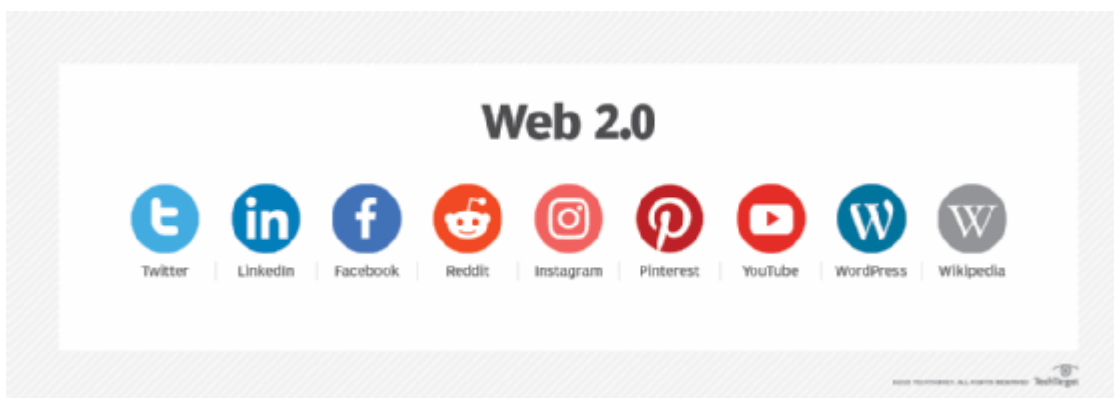 Web 2.0
Twitter
LinkedIn
Facebook
Reddit
Instagram
Pinterest
YouTube
WordPress
Wikipedia
TechTarget